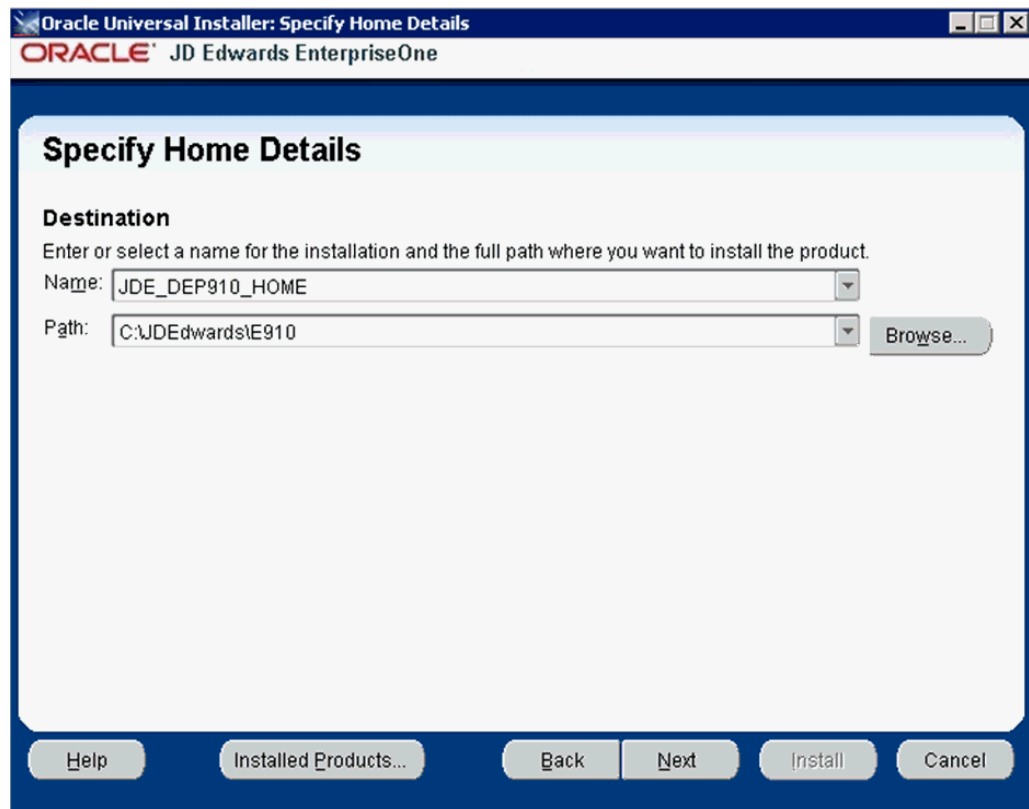 Oracle Universal Installer: Specify Home Details
ORACLE JD Edwards EnterpriseOne
Specify Home Details
Destination
Enter or select a name for the installation and the full path where you want to install the product.
Name: JDE_DEP910_HOME
Path: C:\JDEdwards\E910 Browse...
Help Installed Products... Back Next Install Cancel